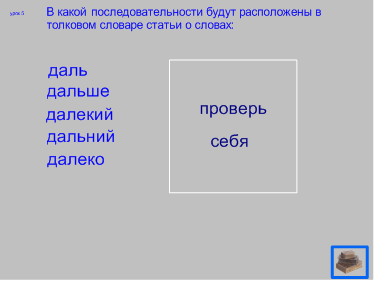 урок 5
В какой последовательности будут расположены в
толковом словаре статьи о словах:
даль
дальше
далекий
дальний
далеко
проверь
себя